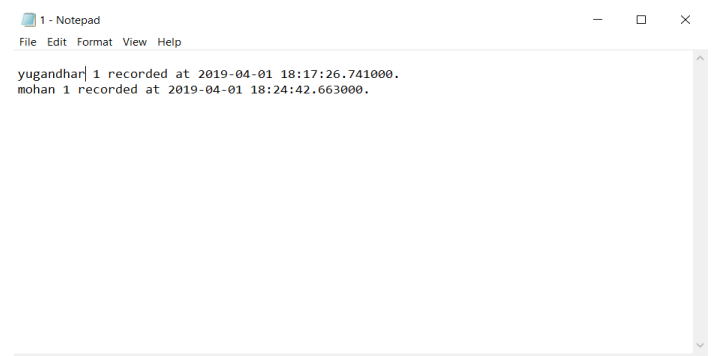 1 - Notepad
File Edit Format View Help
yugandhar 1 recorded at 2019-04-01 18:17:26.741000.
mohan 1 recorded at 2019-04-01 18:24:42.663000.